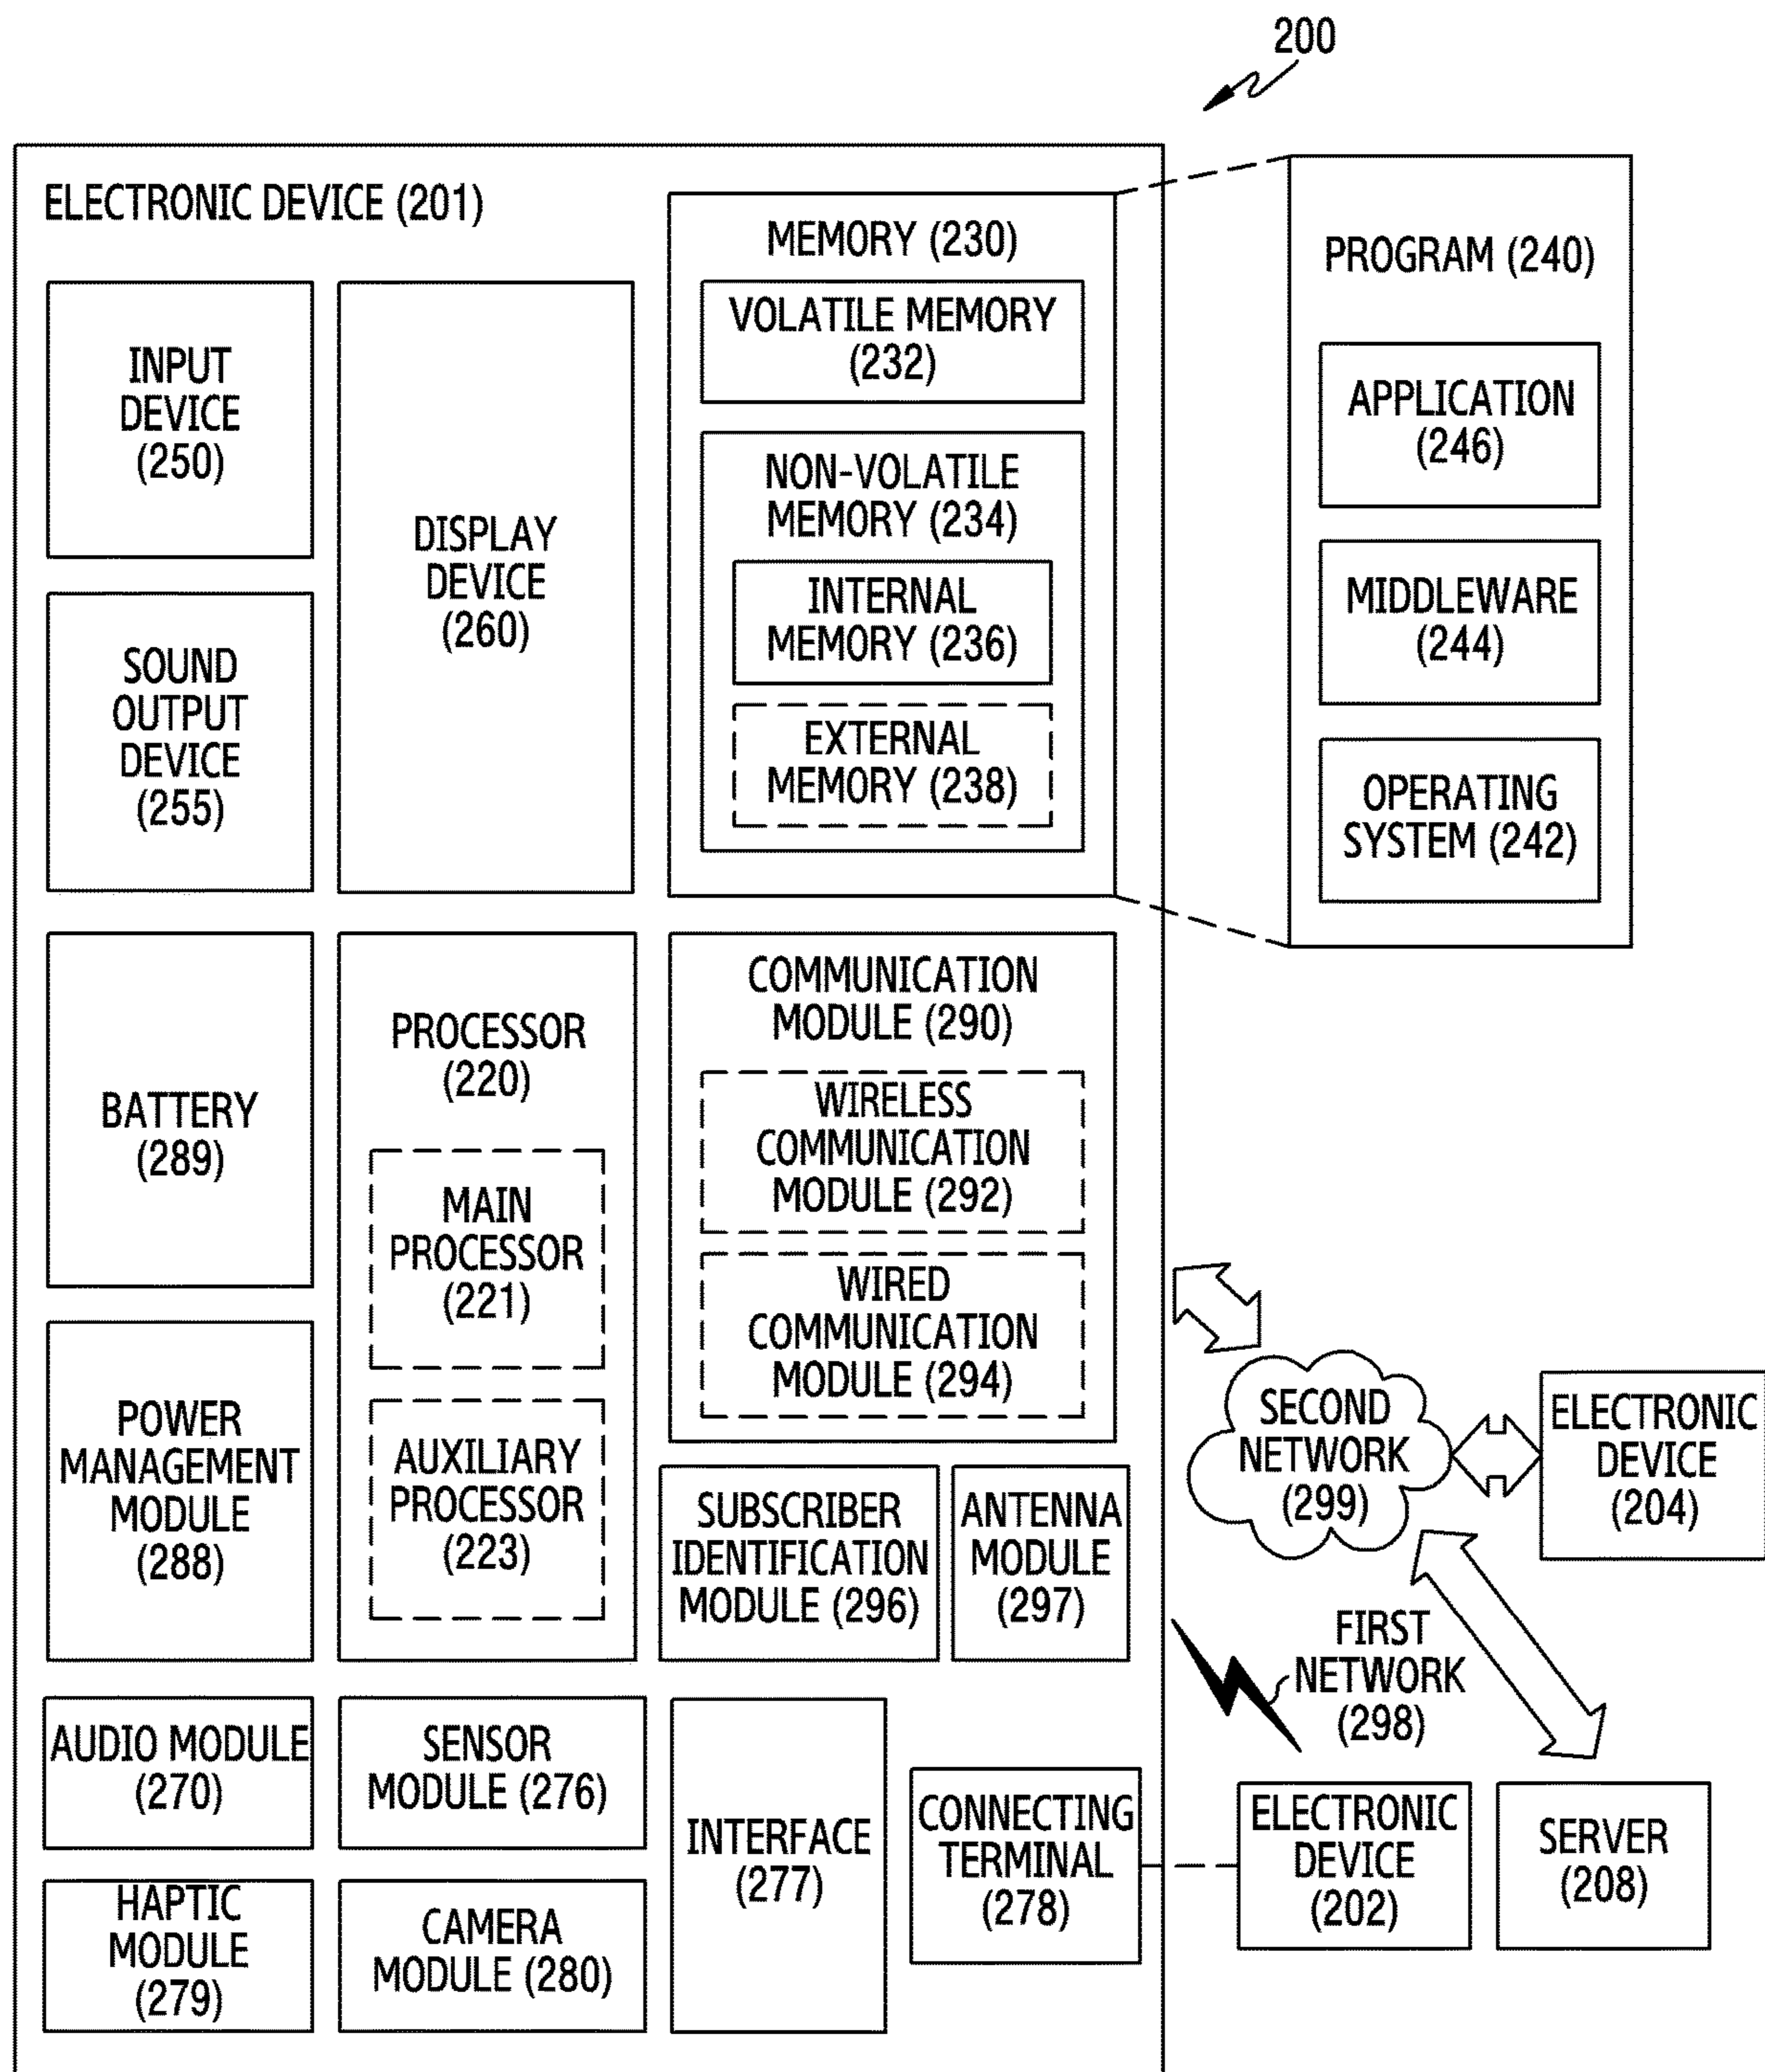 200
ELECTRONIC DEVICE (201)
INPUT
DEVICE
(250)
SOUND
OUTPUT
DEVICE
(255)
DISPLAY
DEVICE
(260)
MEMORY (230)
VOLATILE MEMORY
(232)
NON-VOLATILE
MEMORY (234)
INTERNAL
MEMORY (236)
EXTERNAL
MEMORY (238)
PROGRAM (240)
APPLICATION
(246)
MIDDLEWARE
(244)
OPERATING
SYSTEM (242)
BATTERY
(289)
POWER
MANAGEMENT
MODULE
(288)
PROCESSOR
(220)
MAIN
PROCESSOR
(221)
AUXILIARY
PROCESSOR
(223)
COMMUNICATION
MODULE (290)
WIRELESS
COMMUNICATION
MODULE (292)
WIRED
COMMUNICATION
MODULE (294)
SUBSCRIBER
IDENTIFICATION
MODULE (296)
ANTENNA
MODULE
(297)
SECOND
NETWORK
(299)
ELECTRONIC
DEVICE
(204)
FIRST
NETWORK
(298)
AUDIO MODULE
(270)
SENSOR
MODULE (276)
INTERFACE
(277)
CONNECTING
TERMINAL
(278)
ELECTRONIC
DEVICE
(202)
SERVER
(208)
HAPTIC
MODULE
(279)
CAMERA
MODULE (280)